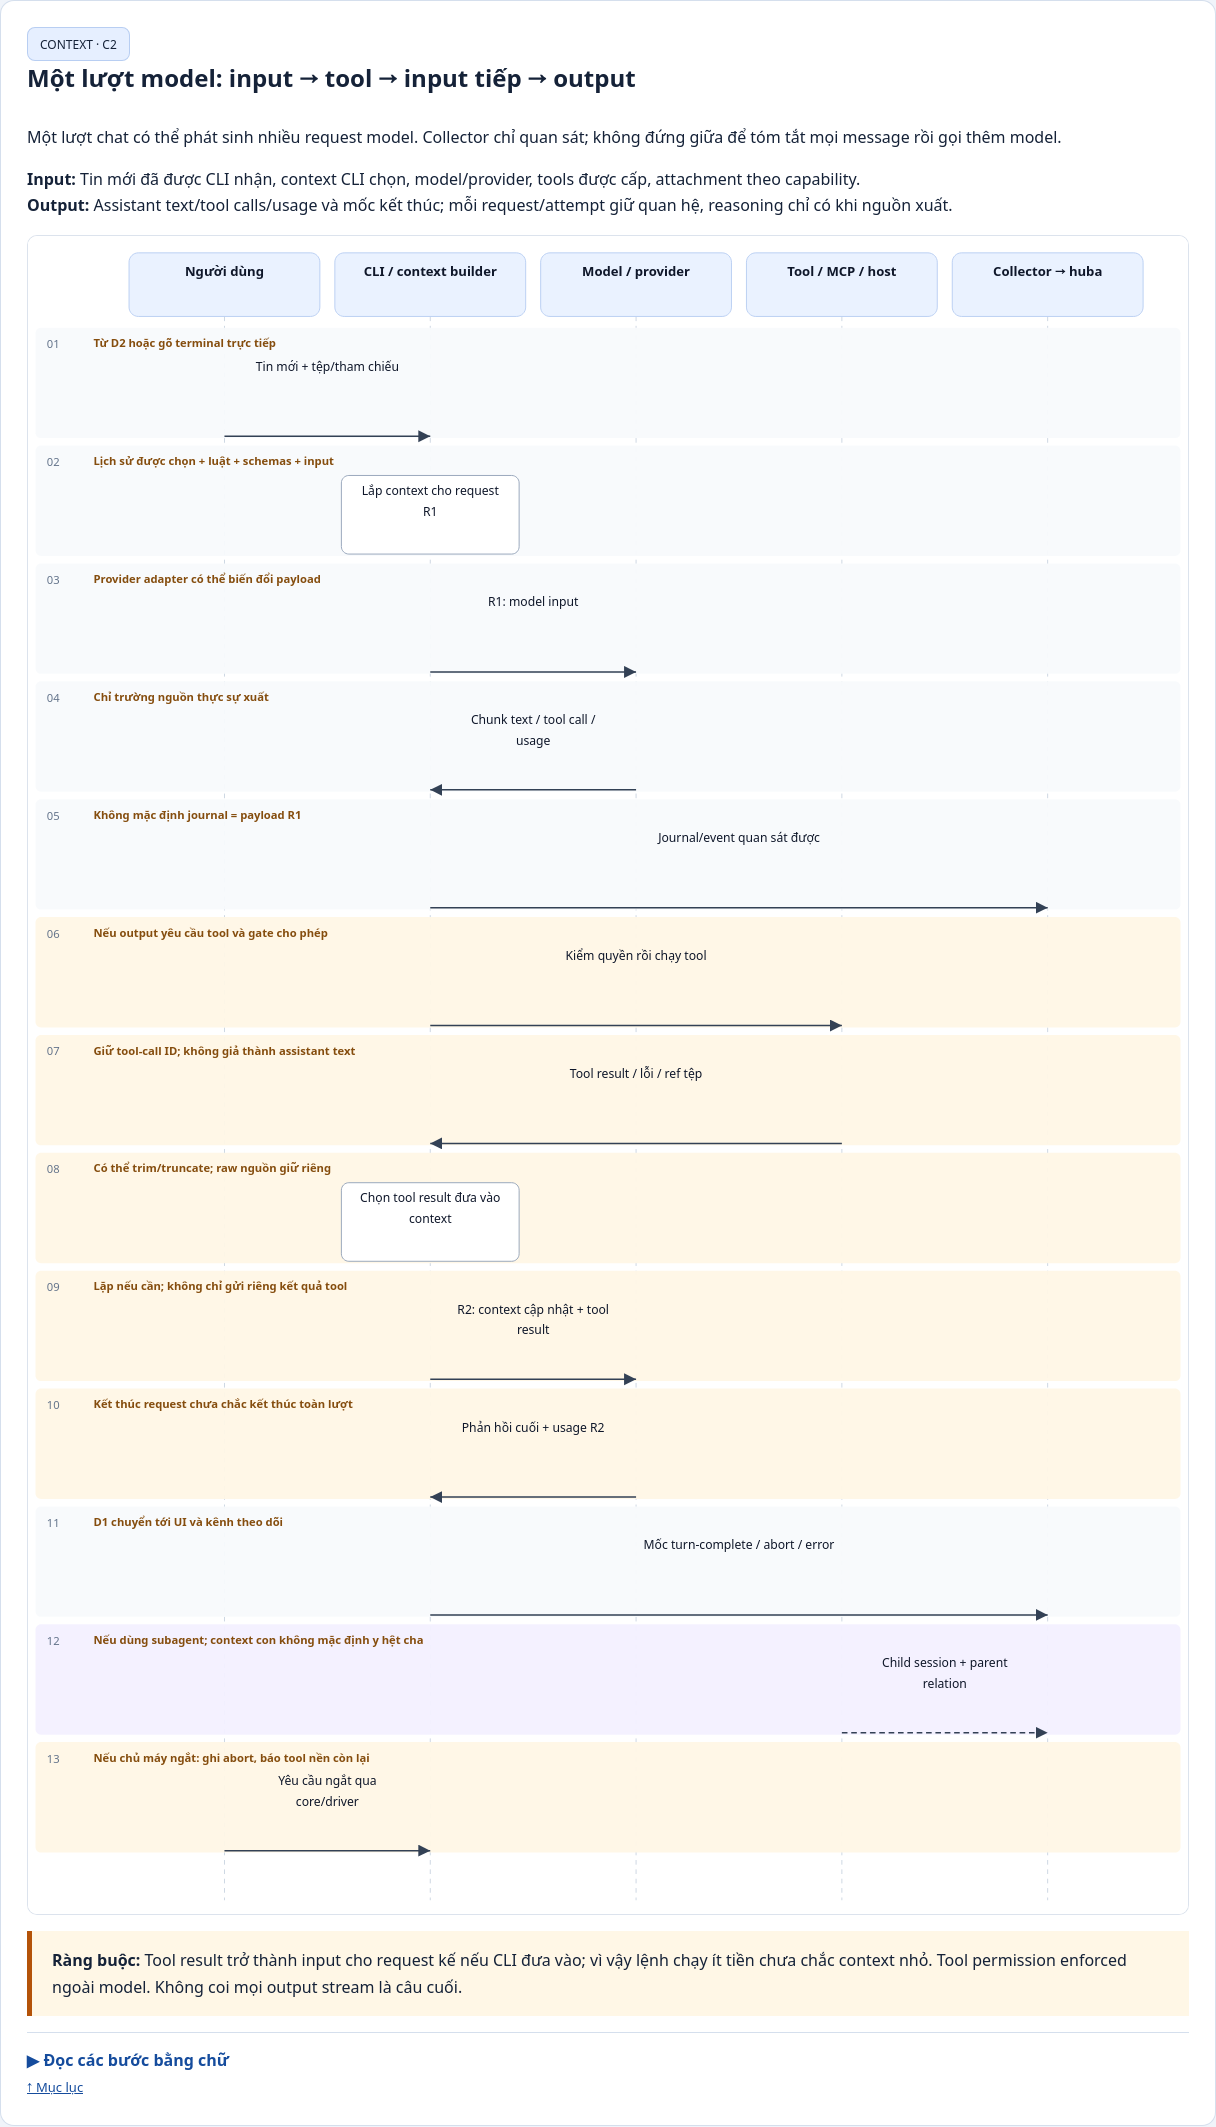 CONTEXT · C2
Một lượt model: input → tool → input tiếp → output
Một lượt chat có thể phát sinh nhiều request model. Collector chỉ quan sát; không đứng giữa để tóm tắt mọi message rồi gọi thêm model.
Input: Tin mới đã được CLI nhận, context CLI chọn, model/provider, tools được cấp, attachment theo capability.
Output: Assistant text/tool calls/usage và mốc kết thúc; mỗi request/attempt giữ quan hệ, reasoning chỉ có khi nguồn xuất.
Người dùng
CLI / context builder
Model / provider
Tool / MCP / host
Collector → huba
01
Từ D2 hoặc gõ terminal trực tiếp
Tin mới + tệp/tham chiếu
02
Lịch sử được chọn + luật + schemas + input
Lắp context cho request
R1
03
Provider adapter có thể biến đổi payload
R1: model input
04
Chỉ trường nguồn thực sự xuất
Chunk text / tool call /
usage
05
Không mặc định journal = payload R1
Journal/event quan sát được
06
Nếu output yêu cầu tool và gate cho phép
Kiểm quyền rồi chạy tool
07
Giữ tool-call ID; không giả thành assistant text
Tool result / lỗi / ref tệp
08
Có thể trim/truncate; raw nguồn giữ riêng
Chọn tool result đưa vào
context
09
Lặp nếu cần; không chỉ gửi riêng kết quả tool
R2: context cập nhật + tool
result
10
Kết thúc request chưa chắc kết thúc toàn lượt
Phản hồi cuối + usage R2
11
D1 chuyển tới UI và kênh theo dõi
Mốc turn-complete / abort / error
12
Nếu dùng subagent; context con không mặc định y hệt cha
Child session + parent
relation
13
Nếu chủ máy ngắt: ghi abort, báo tool nền còn lại
Yêu cầu ngắt qua
core/driver
Ràng buộc: Tool result trở thành input cho request kế nếu CLI đưa vào; vì vậy lệnh chạy ít tiền chưa chắc context nhỏ. Tool permission enforced
ngoài model. Không coi mọi output stream là câu cuối.
▶ Đọc các bước bằng chữ
↑ Mục lục